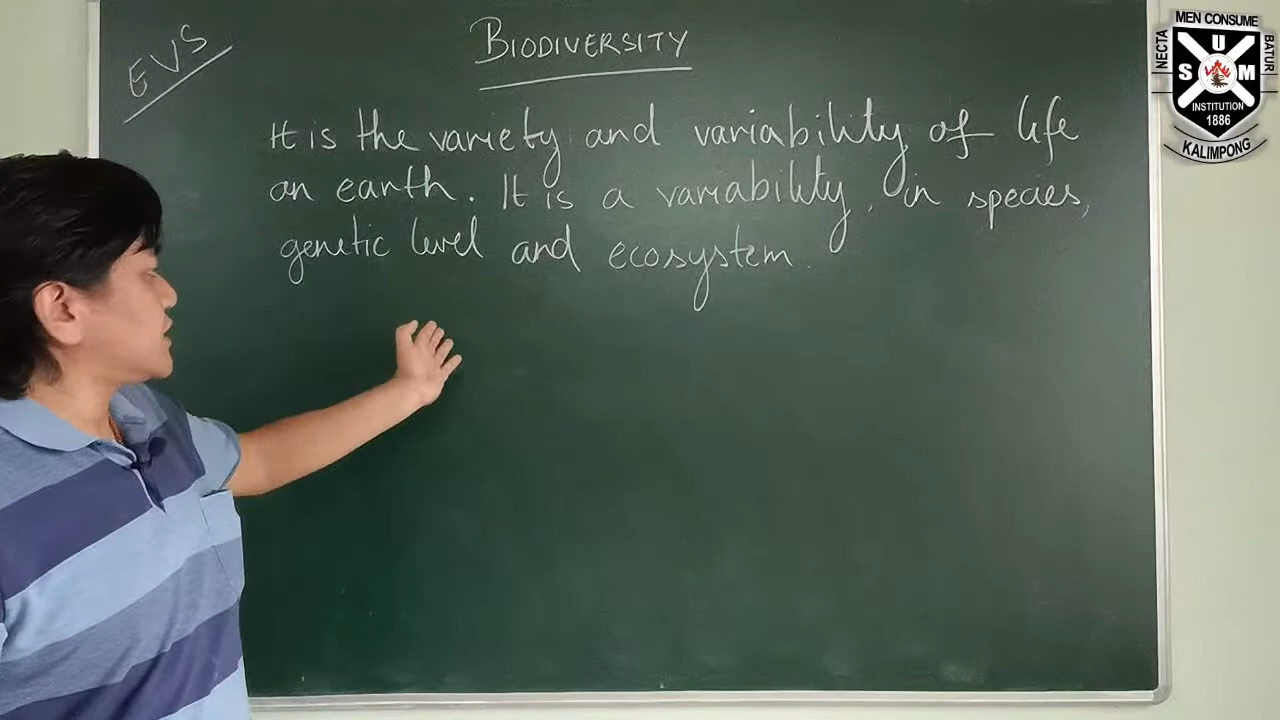 EVS
BIODIVERSITY
It is the variety and variability of life
on earth. It is a variability, in species,
genetic level and ecosystem.
MEN CONSUME
NECTA
BATUR
S U M
INSTITUTION
1886
KALIMPONG